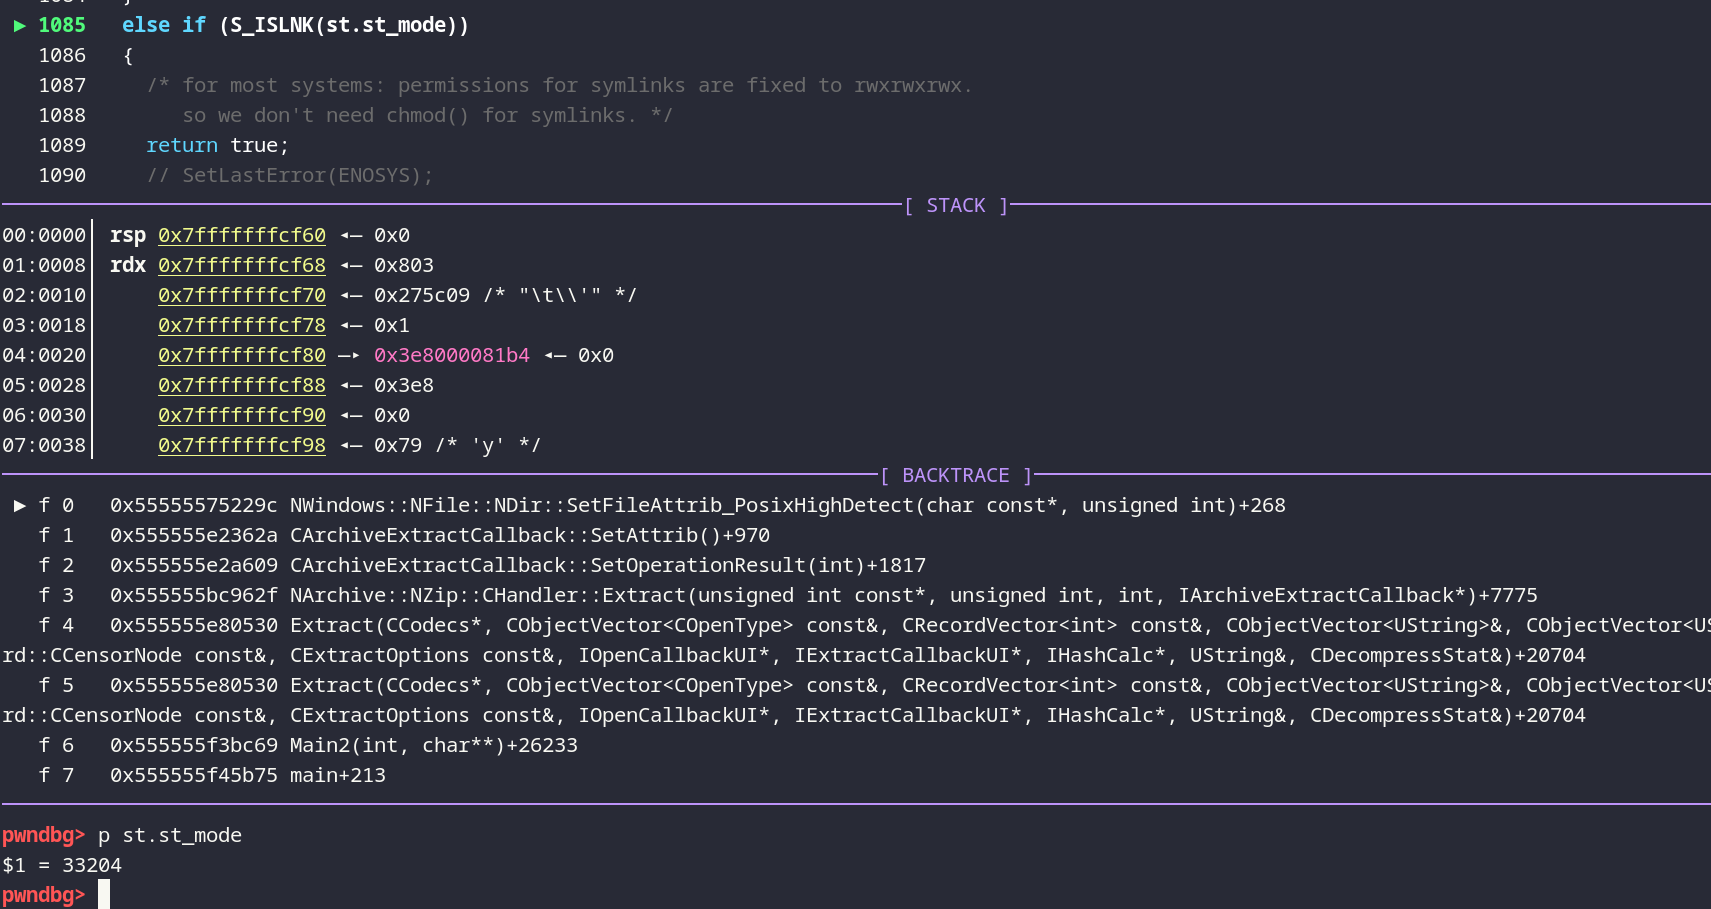 ► 1085   else if (S_ISLNK(st.st_mode))
1086   {
1087     /* for most systems: permissions for symlinks are fixed to rwxrwxrwx.
1088        so we don't need chmod() for symlinks. */
1089     return true;
1090     // SetLastError(ENOSYS);
[ STACK ]
00:0000│ rsp 0x7fffffffcf60 ◂— 0x0
01:0008│ rdx 0x7fffffffcf68 ◂— 0x803
02:0010│     0x7fffffffcf70 ◂— 0x275c09 /* "\t\\'" */
03:0018│     0x7fffffffcf78 ◂— 0x1
04:0020│     0x7fffffffcf80 —▸ 0x3e8000081b4 ◂— 0x0
05:0028│     0x7fffffffcf88 ◂— 0x3e8
06:0030│     0x7fffffffcf90 ◂— 0x0
07:0038│     0x7fffffffcf98 ◂— 0x79 /* 'y' */
[ BACKTRACE ]
► f 0   0x55555575229c NWindows::NFile::NDir::SetFileAttrib_PosixHighDetect(char const*, unsigned int)+268
f 1   0x555555e2362a CArchiveExtractCallback::SetAttrib()+970
f 2   0x555555e2a609 CArchiveExtractCallback::SetOperationResult(int)+1817
f 3   0x555555bc962f NArchive::NZip::CHandler::Extract(unsigned int const*, unsigned int, int, IArchiveExtractCallback*)+7775
f 4   0x555555e80530 Extract(CCodecs*, CObjectVector<COpenType> const&, CRecordVector<int> const&, CObjectVector<UString>&, CObjectVector<US
rd::CCensorNode const&, CExtractOptions const&, IOpenCallbackUI*, IExtractCallbackUI*, IHashCalc*, UString&, CDecompressStat&)+20704
f 5   0x555555e80530 Extract(CCodecs*, CObjectVector<COpenType> const&, CRecordVector<int> const&, CObjectVector<UString>&, CObjectVector<US
rd::CCensorNode const&, CExtractOptions const&, IOpenCallbackUI*, IExtractCallbackUI*, IHashCalc*, UString&, CDecompressStat&)+20704
f 6   0x555555f3bc69 Main2(int, char**)+26233
f 7   0x555555f45b75 main+213
pwndbg> p st.st_mode
$1 = 33204
pwndbg>